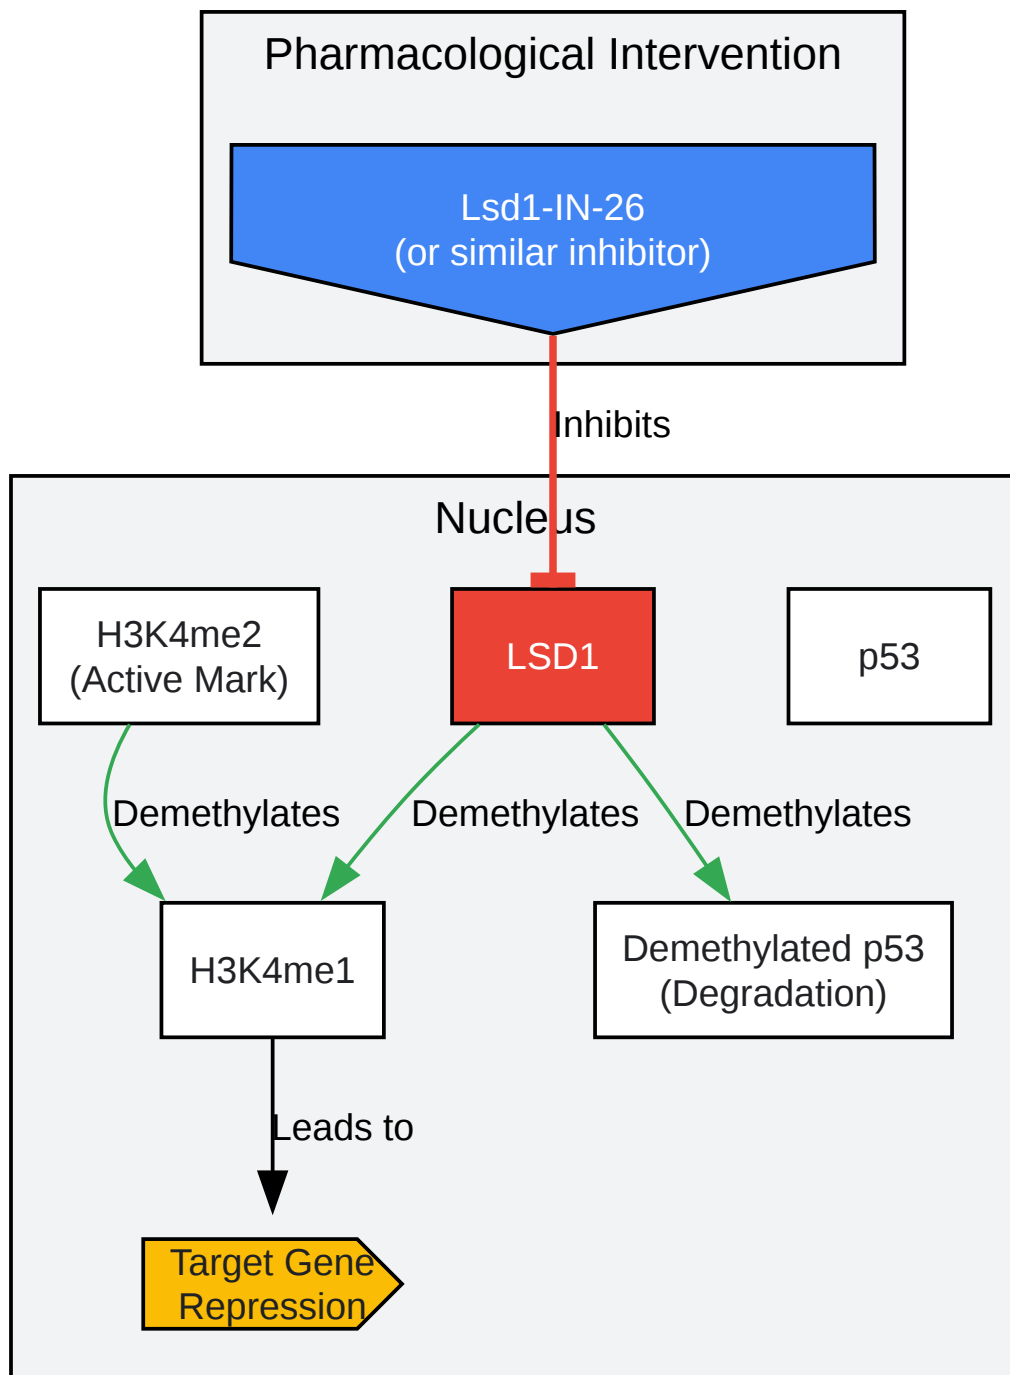 Pharmacological Intervention
Lsd1-IN-26
(or similar inhibitor)
Inhibits
Nucleus
H3K4me2
(Active Mark)
LSD1
p53
Demethylates
Demethylates
Demethylates
H3K4me1
Demethylated p53
(Degradation)
Leads to
Target Gene
Repression